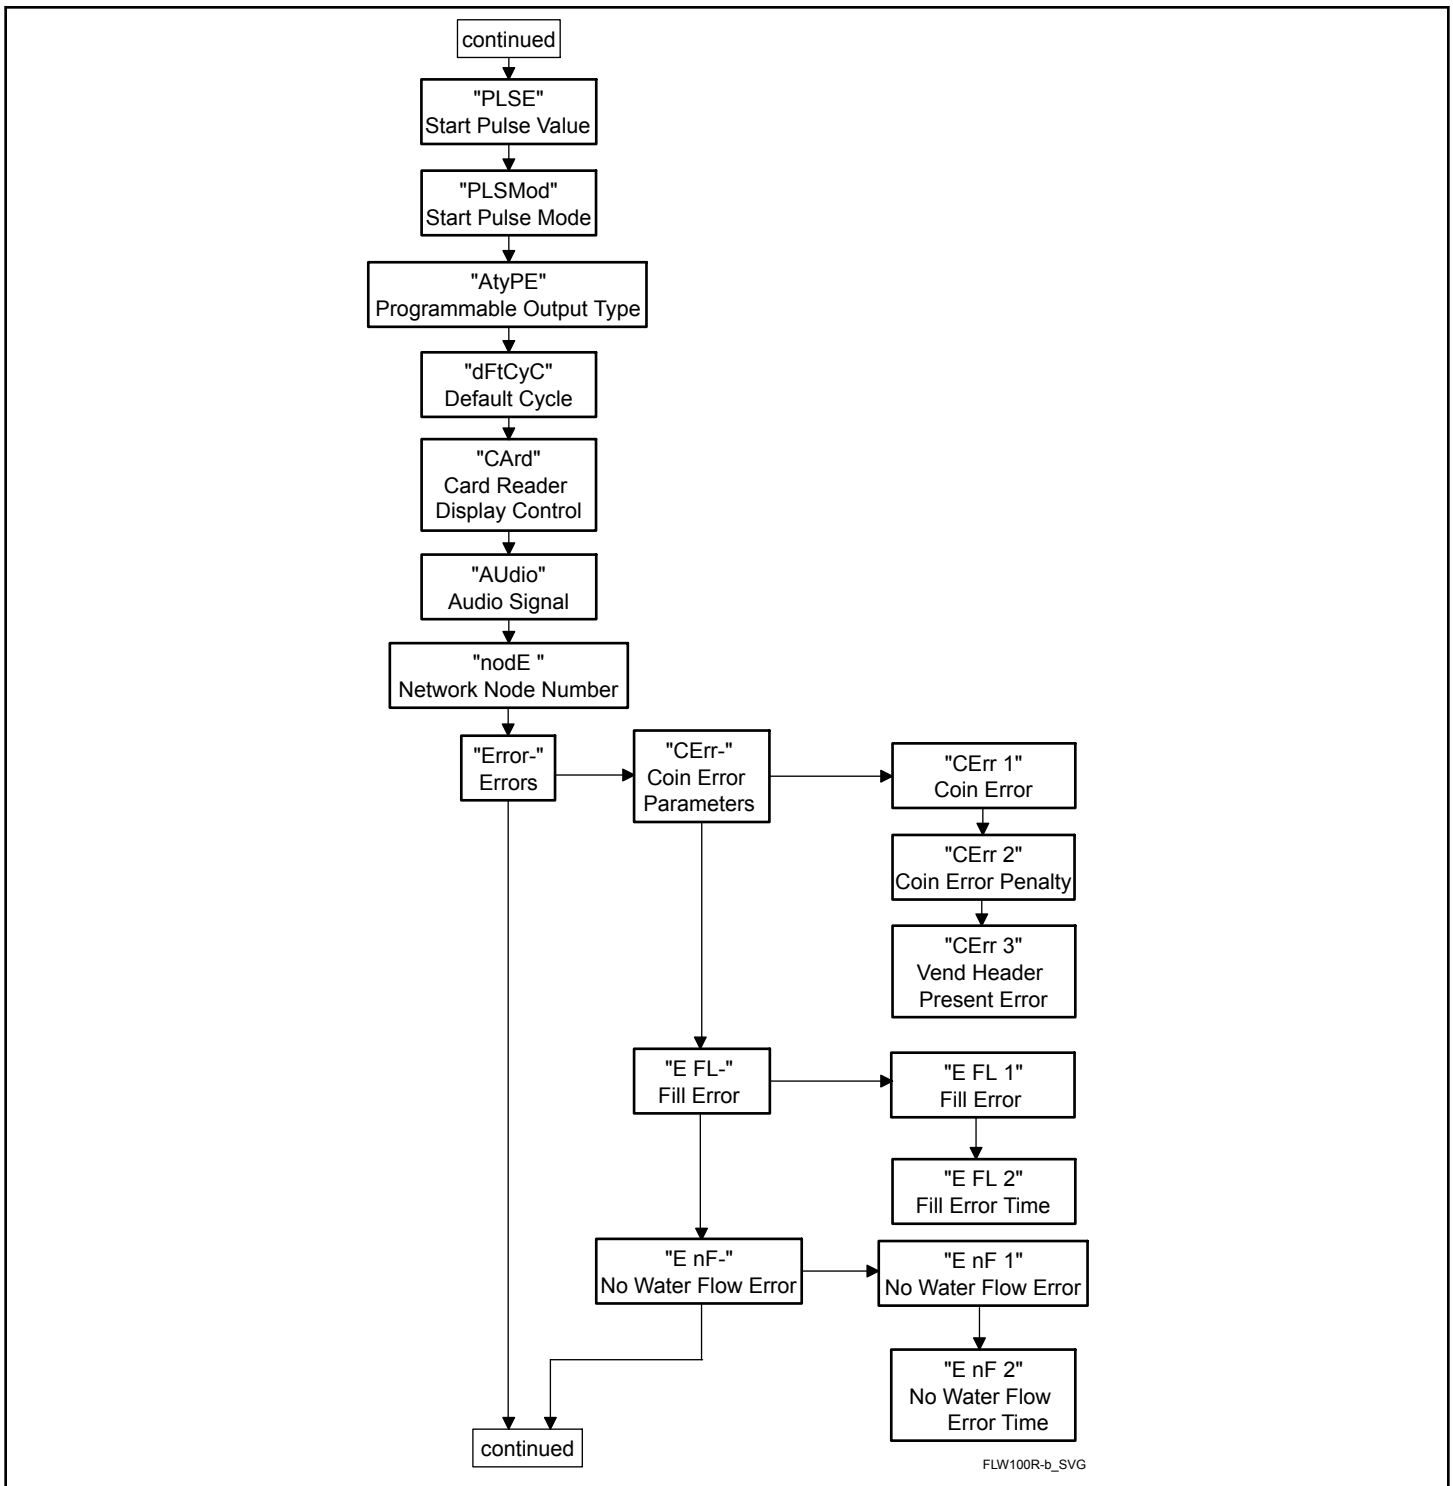 continued
"PLSE"
Start Pulse Value
"PLSMod"
Start Pulse Mode
"AtyPE"
Programmable Output Type
"dFtCyC"
Default Cycle
"CArd"
Card Reader
Display Control
"AUdio"
Audio Signal
"nodE "
Network Node Number
"Error-"
Errors
"CErr-"
Coin Error
Parameters
"CErr 1"
Coin Error
"CErr 2"
Coin Error Penalty
"CErr 3"
Vend Header
Present Error
"E FL-"
Fill Error
"E FL 1"
Fill Error
"E FL 2"
Fill Error Time
"E nF-"
No Water Flow Error
"E nF 1"
No Water Flow Error
"E nF 2"
No Water Flow
Error Time
continued
FLW100R-b_SVG